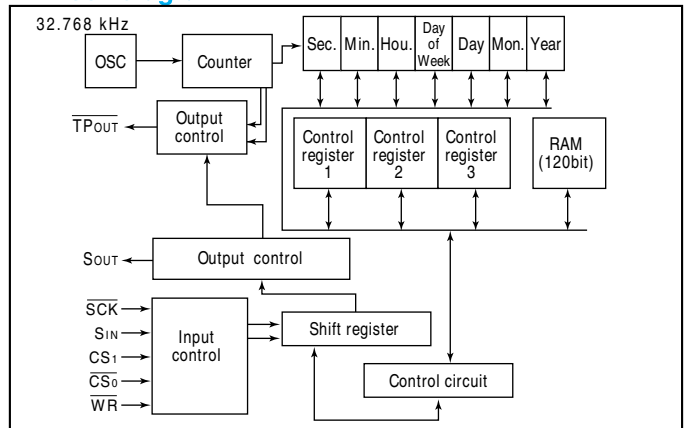 32.768 kHz
OSC
Counter
Sec.
Min.
Hou.
Day
of
Week
Day
Mon.
Year
TPOUT
Output
control
Control
register
1
Control
register
2
Control
register
3
RAM
(120bit)
SOUT
Output control
SCK
SIN
CS1
CS0
WR
Input
control
Shift register
Control circuit